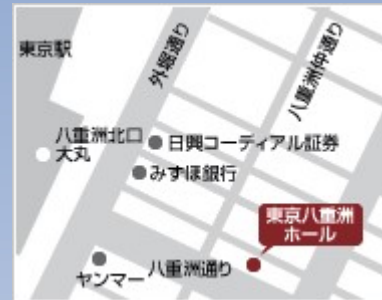 東京駅
外堀通り
八重洲仲通り
八重洲北口
大丸
日興コーディアル証券
みずほ銀行
東京八重洲
ホール
ヤンマー
八重洲通り